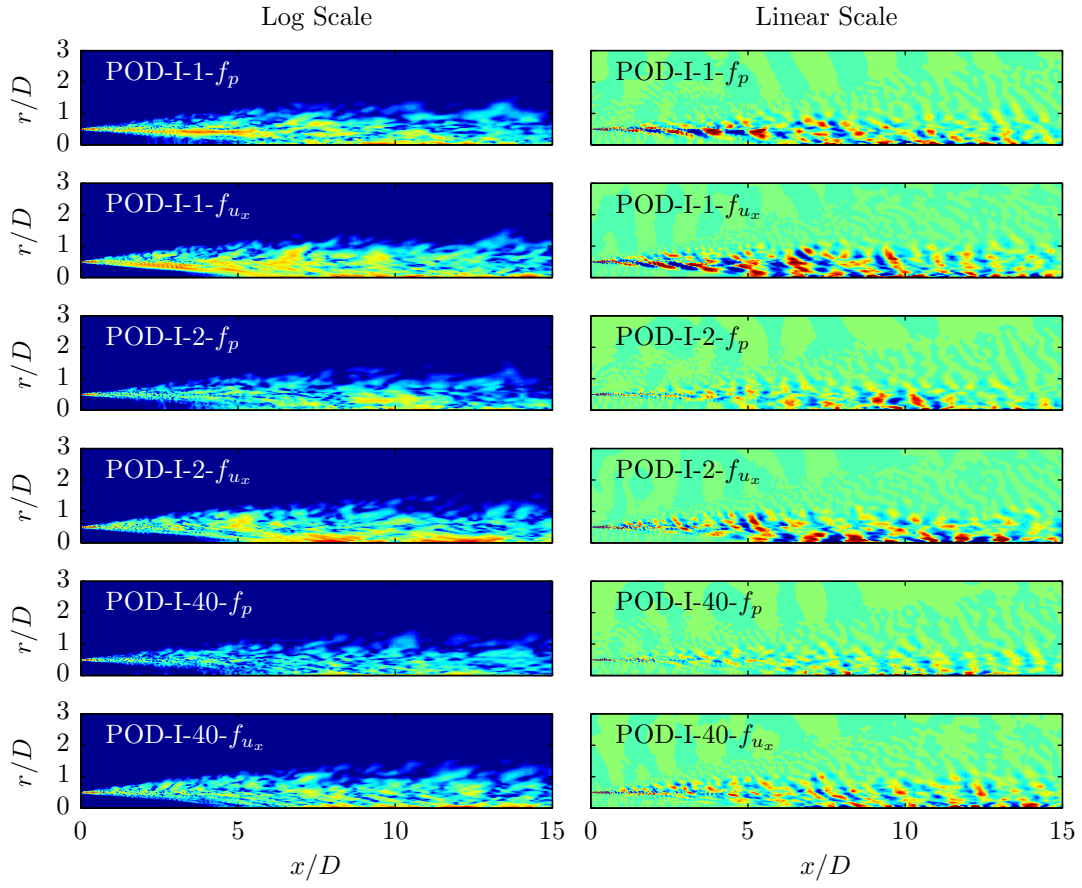 Log Scale Linear Scale
3
2
1
0
r/D
POD-I-1-f_p POD-I-1-f_p
3
2
1
0
r/D
POD-I-1-f_{u_x} POD-I-1-f_{u_x}
3
2
1
0
r/D
POD-I-2-f_p POD-I-2-f_p
3
2
1
0
r/D
POD-I-2-f_{u_x} POD-I-2-f_{u_x}
3
2
1
0
r/D
POD-I-40-f_p POD-I-40-f_p
3
2
1
0
r/D
POD-I-40-f_{u_x} POD-I-40-f_{u_x}
0 5 10 15 0 5 10 15
x/D x/D